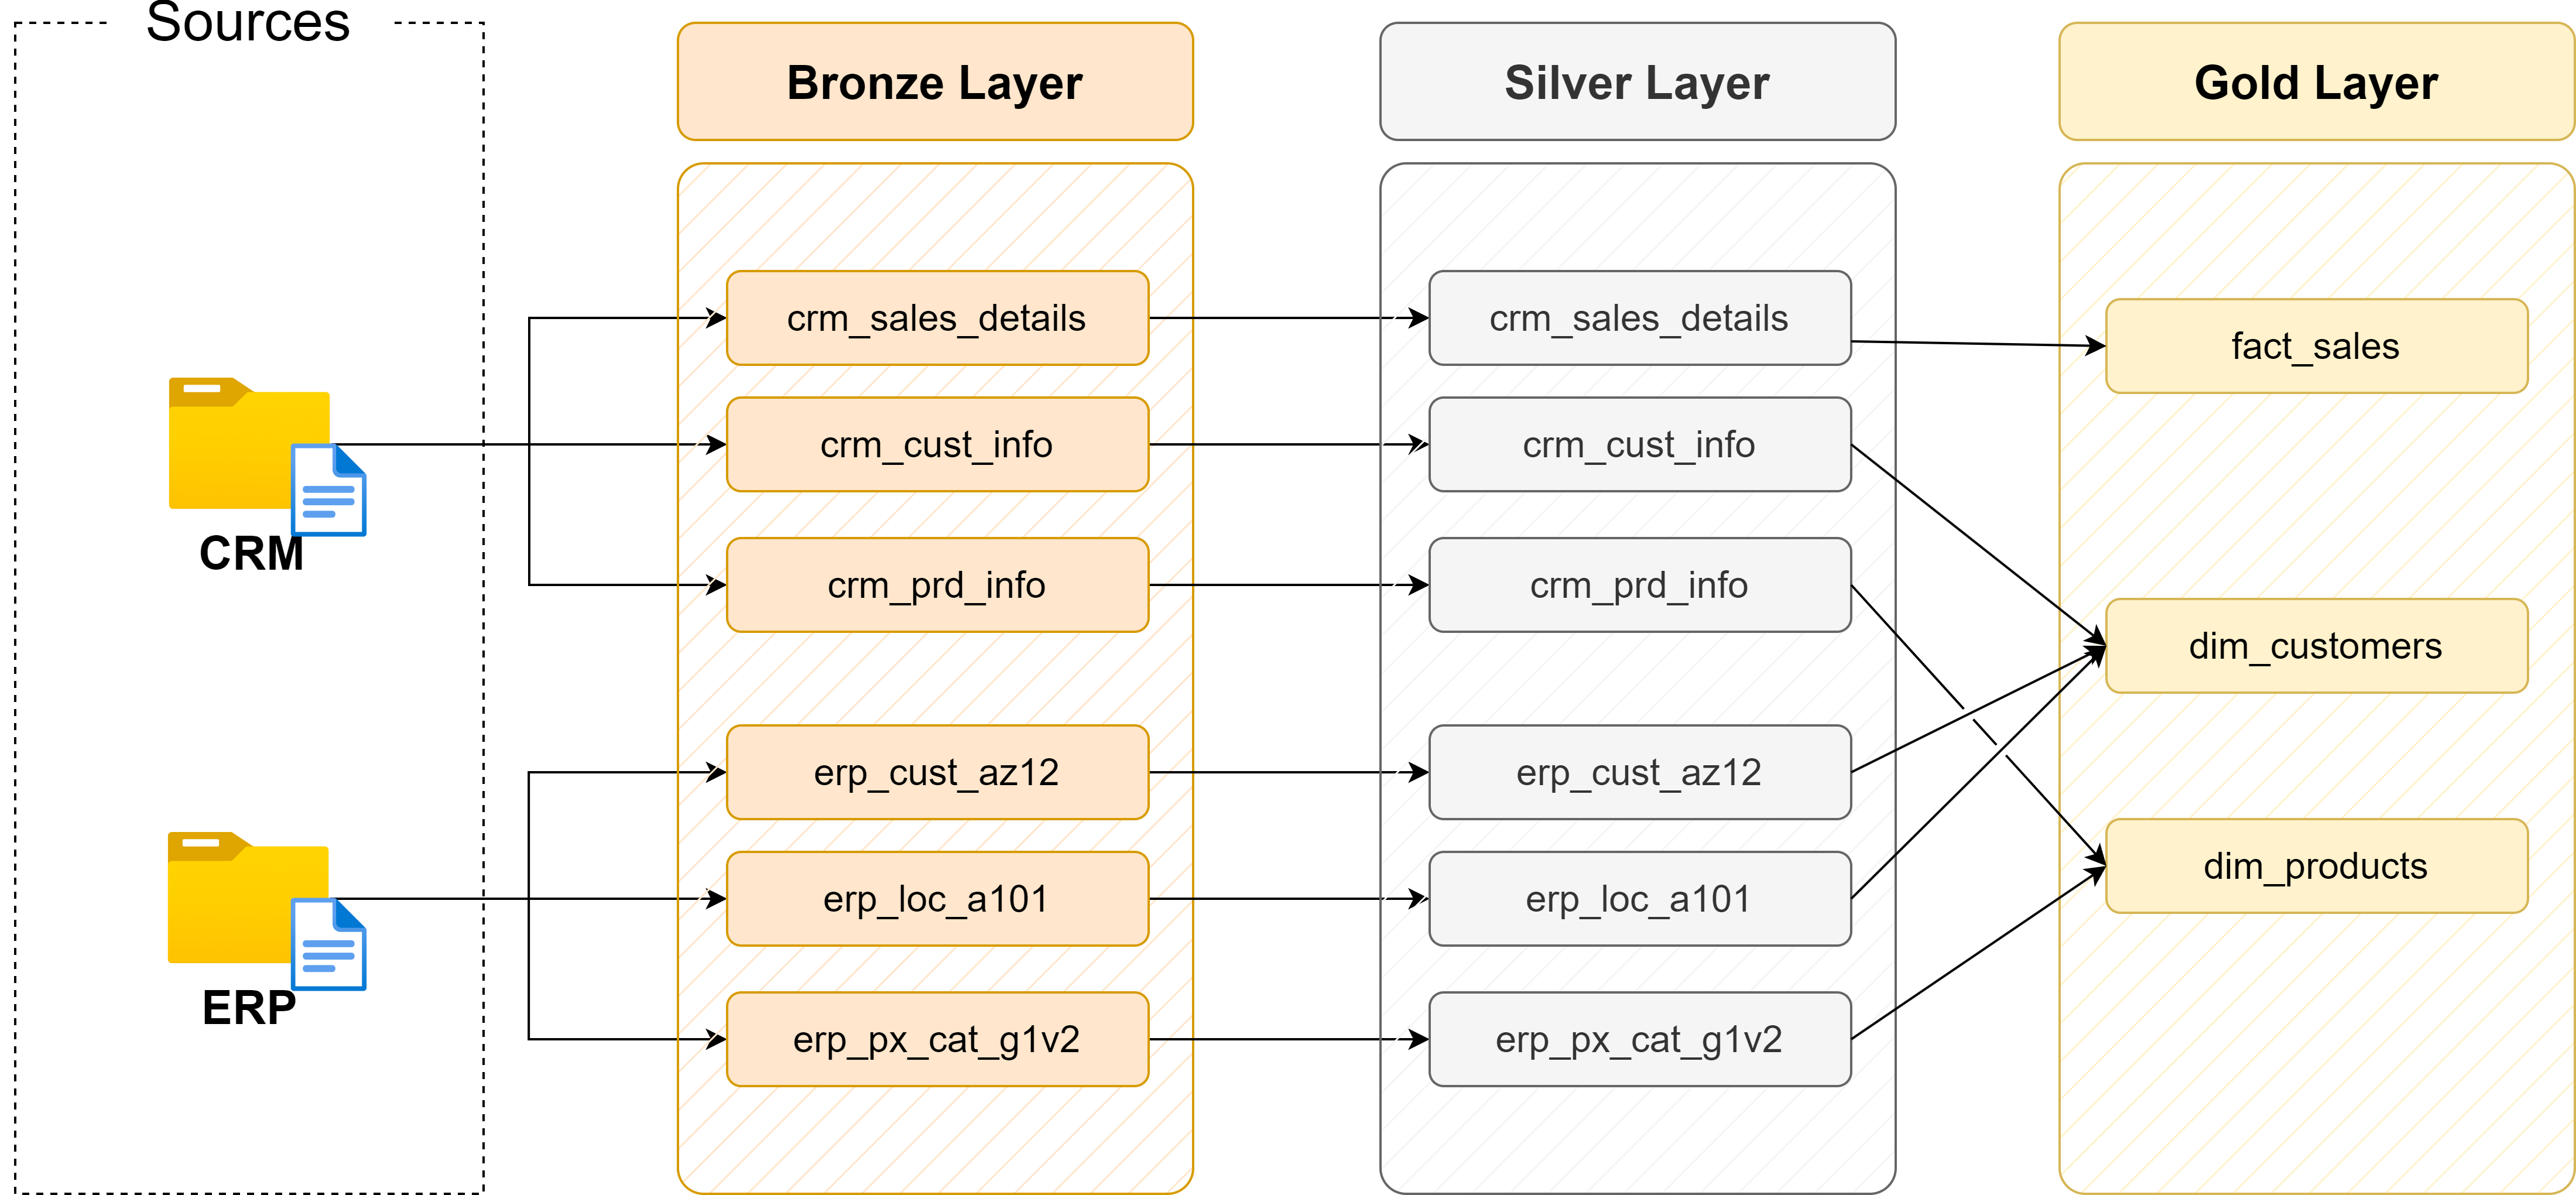 Sources
Bronze Layer
Silver Layer
Gold Layer
crm_sales_details
crm_sales_details
fact_sales
crm_cust_info
crm_cust_info
CRM
crm_prd_info
crm_prd_info
dim_customers
erp_cust_az12
erp_cust_az12
dim_products
erp_loc_a101
erp_loc_a101
ERP
erp_px_cat_g1v2
erp_px_cat_g1v2